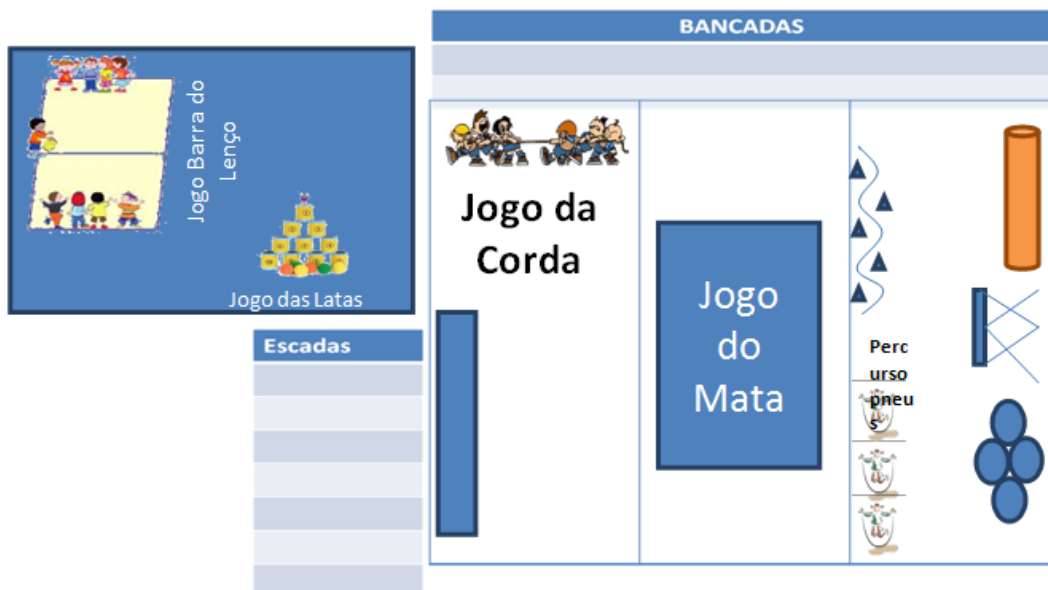 BANCADAS
Jogo Barra do
Lenço
Jogo das Latas
Escadas
Jogo da
Corda
Jogo
do
Mata
Perc
urso
pneu
s